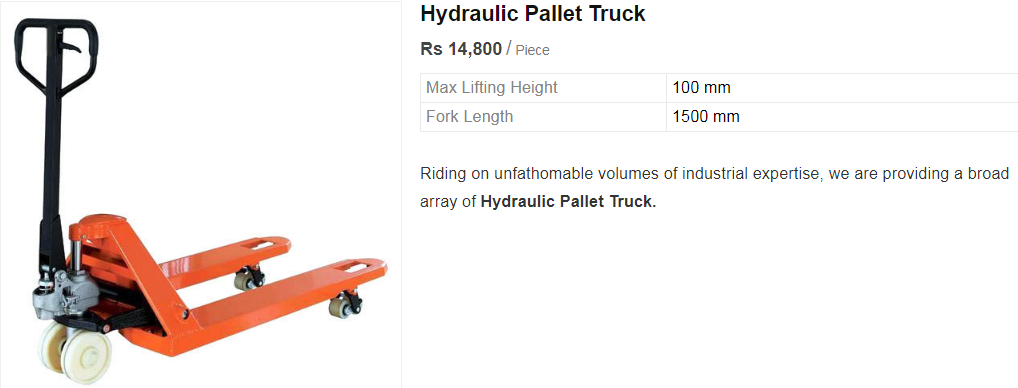 Hydraulic Pallet Truck
Rs 14,800 / Piece
Max Lifting Height 100 mm
Fork Length 1500 mm
Riding on unfathomable volumes of industrial expertise, we are providing a broad
array of Hydraulic Pallet Truck.